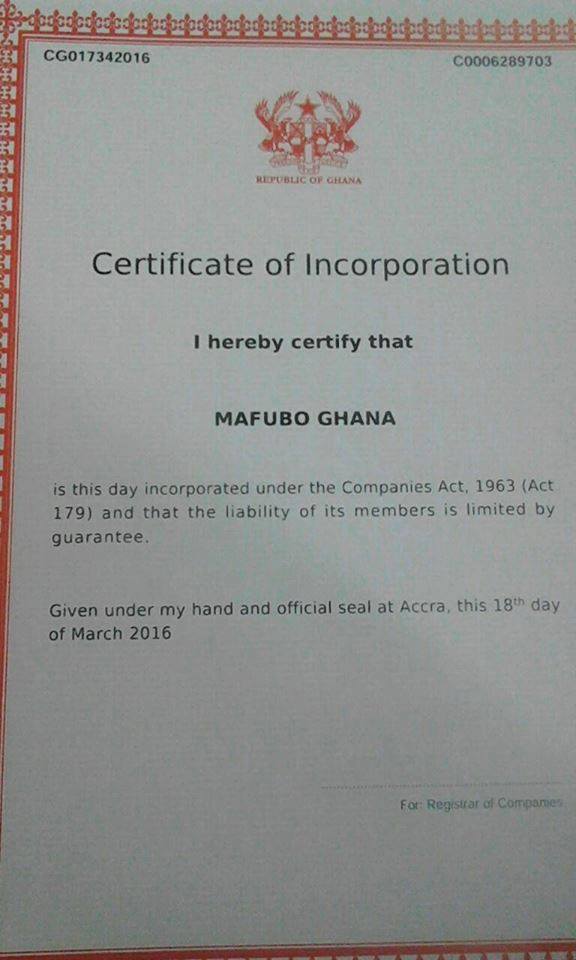 CG017342016
C0006289703
REPUBLIC OF GHANA
Certificate of Incorporation
I hereby certify that
MAFUBO GHANA
is this day incorporated under the Companies Act, 1963 (Act
179) and that the liability of its members is limited by
guarantee.
Given under my hand and official seal at Accra, this 18th day
of March 2016
For: Registrar of Companies